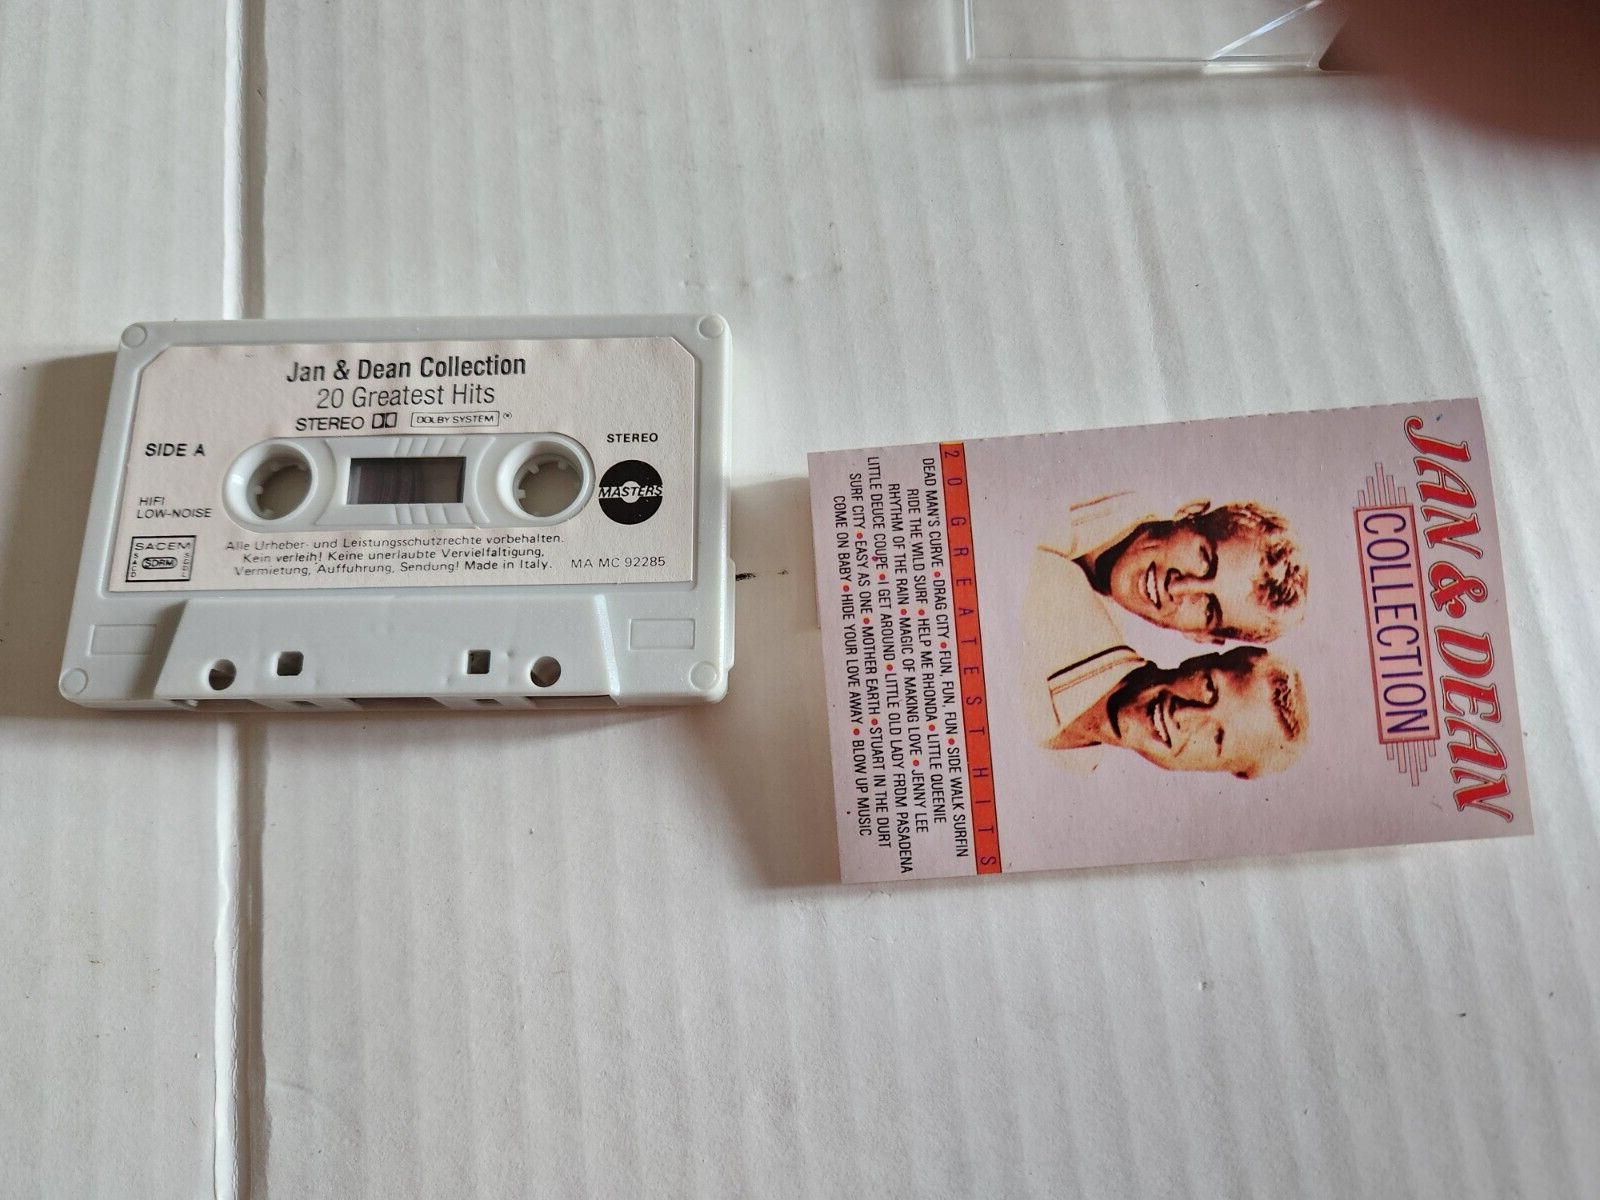 Jan & Dean Collection
20 Greatest Hits
STEREO DOLBY SYSTEM ®
SIDE A
STEREO
MASTERS
HIFI
LOW-NOISE
SACEM
SACD SDRM SGDL
Alle Urheber- und Leistungsschutzrechte vorbehalten.
Kein verleih! Keine unerlaubte Vervielfaltigung,
Vermietung, Aufführung, Sendung! Made in Italy. MA MC 92285
JAN & DEAN
COLLECTION
20 GREATEST HITS
DEAD MAN'S CURVE • DRAG CITY • FUN, FUN, FUN • SIDE WALK SURFIN
RIDE THE WILD SURF • HELP ME RHONDA • LITTLE QUEENIE
RHYTHM OF THE RAIN • MAGIC OF MAKING LOVE • JENNY LEE
LITTLE DEUCE COUPE • I GET AROUND • LITTLE OLD LADY FROM PASADENA
SURF CITY • EASY AS ONE • MOTHER EARTH • STUART IN THE DURT
COME ON BABY • HIDE YOUR LOVE AWAY • BLOW UP MUSIC